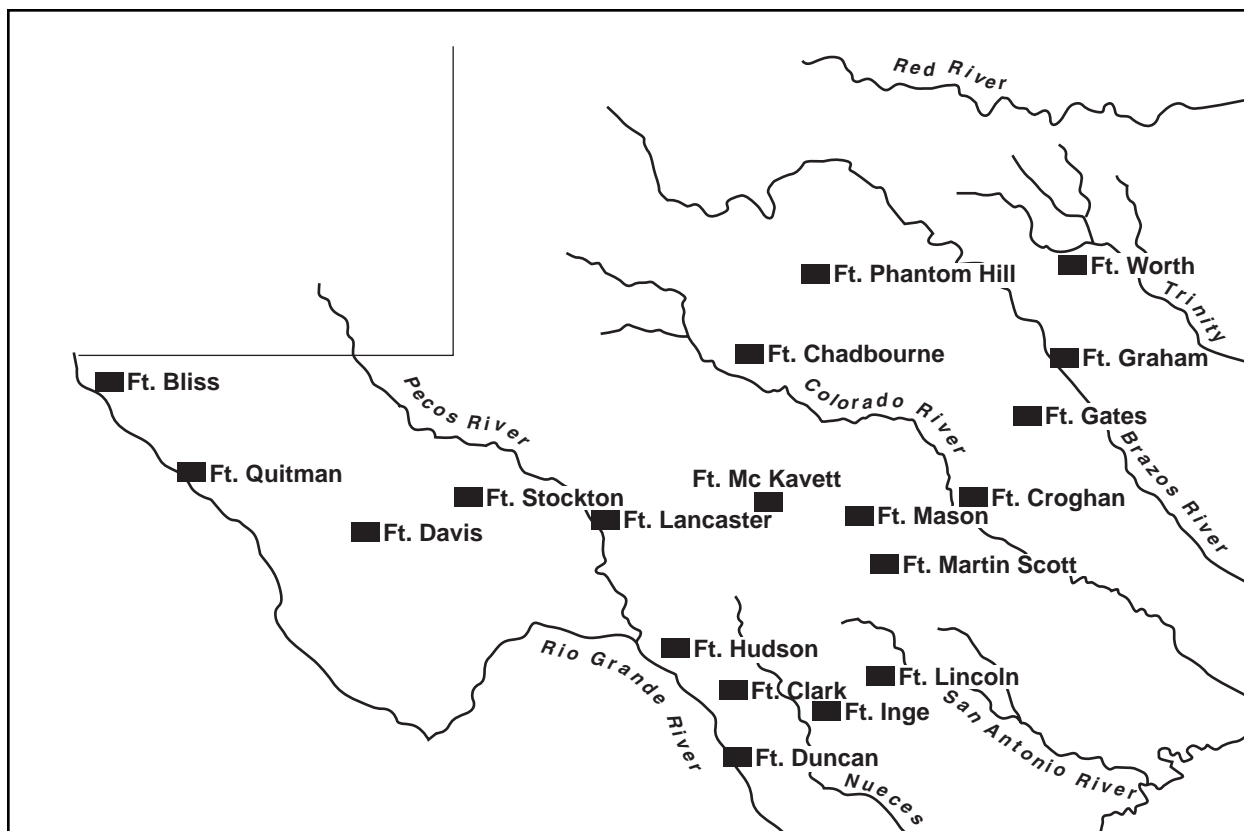 Red River
Ft. Phantom Hill
Ft. Worth
Trinity
Ft. Chadbourne
Ft. Graham
Ft. Bliss
Pecos River
Colorado River
Ft. Gates
Brazos River
Ft. Quitman
Ft. Mc Kavett
Ft. Stockton
Ft. Croghan
Ft. Lancaster
Ft. Mason
Ft. Davis
Ft. Martin Scott
Rio Grande River
Ft. Hudson
Ft. Lincoln
Ft. Clark
Ft. Inge
San Antonio River
Ft. Duncan
Nueces